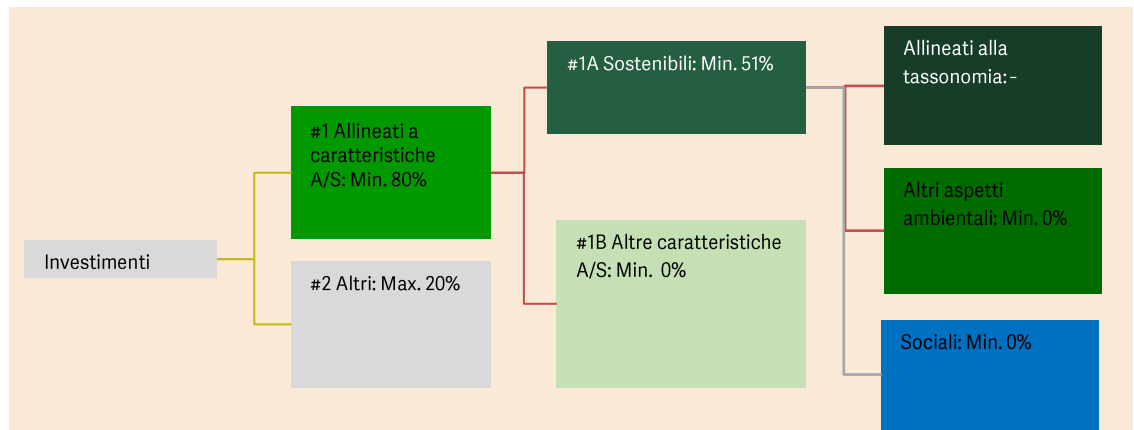 Investimenti
#1 Allineati a
caratteristiche
A/S: Min. 80%
#2 Altri: Max. 20%
#1A Sostenibili: Min. 51%
#1B Altre caratteristiche
A/S: Min. 0%
Allineati alla
tassonomia: -
Altri aspetti
ambientali: Min. 0%
Sociali: Min. 0%